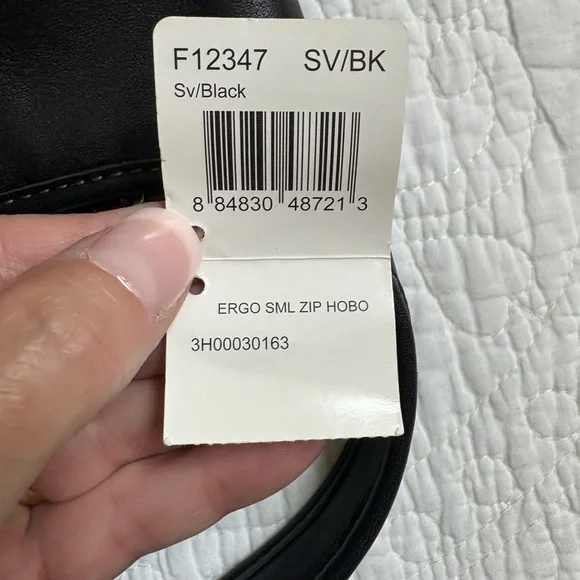 F12347 SV/BK
Sv/Black
8 84830 48721 3
ERGO SML ZIP HOBO
3H00030163